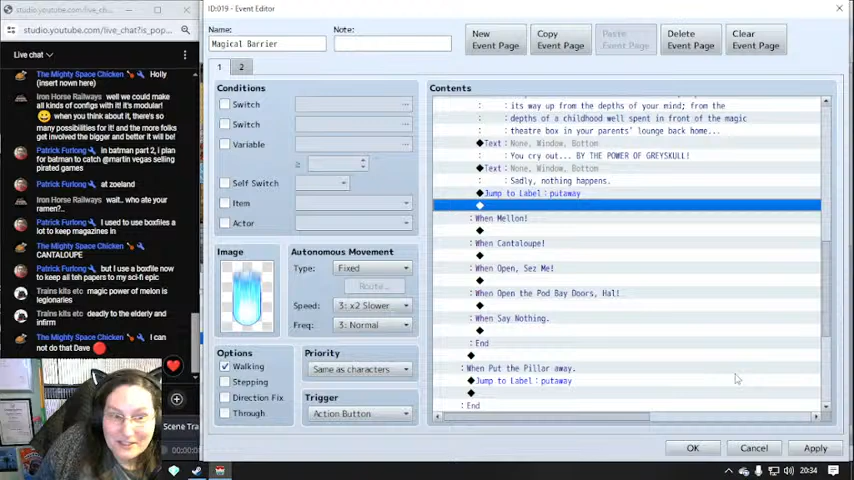 studio.youtube.com/live_chat?is_pop...
studio.youtube.com/live_chat?is_pop...
Live chat
The Mighty Space Chicken Holly
(insert novn here)
Iron Horse Railways well we could make
all kinds of configs with it! it's modular!
when you think about it, there's so
many possibilities for it! and the more folks
get involved the bigger and better it will be!
Patrick Furlong in batman part 2, i plan
for batman to catch @martin vegas selling
pirated games
Patrick Furlong at zoeland
Iron Horse Railways wait.. who ate your
ramen?..
Patrick Furlong I used to use boxfiles a
lot to keep magazines in
The Mighty Space Chicken
CANTALOUPE
Patrick Furlong but I use a boxfile now
to keep all teh papers to my sci-fi epic
Trains kits etc magic power of melon is
legionaries
Trains kits etc deadly to the elderly and
infirm
The Mighty Space Chicken I can
not do that Dave
Scene Tra
ID:019 - Event Editor
Name:
Magical Barrier
Note:
New
Event Page
Copy
Event Page
Paste
Event Page
Delete
Event Page
Clear
Event Page
1 2
Conditions
Switch
Switch
Variable
≥
Self Switch
Item
Actor
Image
Autonomous Movement
Type: Fixed
Route...
Speed: 3: x2 Slower
Freq: 3: Normal
Options
Walking
Stepping
Direction Fix
Through
Priority
Same as characters
Trigger
Action Button
Contents
: : its way up from the depths of your mind; from the
: : depths of a childhood well spent in front of the magic
: : theatre box in your parents' lounge back home...
◆Text : None, Window, Bottom
: : You cry out... BY THE POWER OF GREYSKULL!
◆Text : None, Window, Bottom
: : Sadly, nothing happens.
◆Jump to Label : putaway
◆
: When Mellon!
◆
: When Cantaloupe!
◆
: When Open, Sez Me!
◆
: When Open the Pod Bay Doors, Hal!
◆
: When Say Nothing.
◆
: End
◆
: When Put the Pillar away.
◆Jump to Label : putaway
◆
: End
OK
Cancel
Apply
20:34